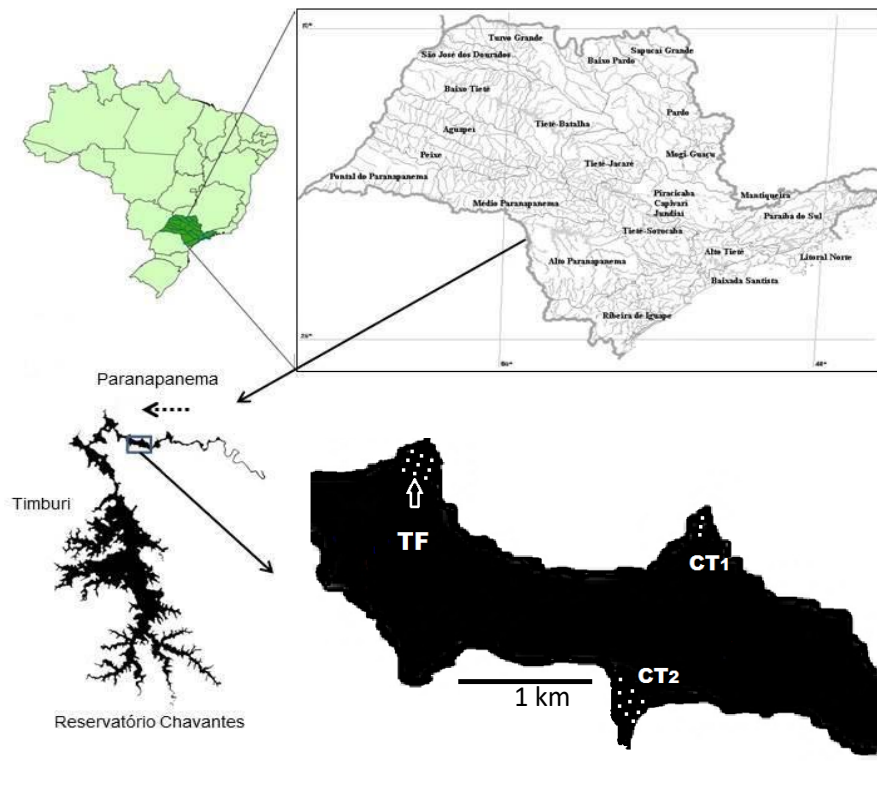 Turvo Grande
São José dos Dourados
Sapucaí Grande
Baixo Pardo
Baixo Tietê
Pardo
Aguapeí
Tietê-Batalha
Peixe
Mogi-Guaçu
Tietê-Jacaré
Pontal do Paranapanema
Médio Paranapanema
Piracicaba
Capivari
Jundiaí
Mantiqueira
Paraíba do Sul
Tietê-Sorocaba
Alto Tietê
Litoral Norte
Alto Paranapanema
Baixada Santista
Ribeira de Iguape
Paranapanema
Timburi
Reservatório Chavantes
TF
CT1
CT2
1 km